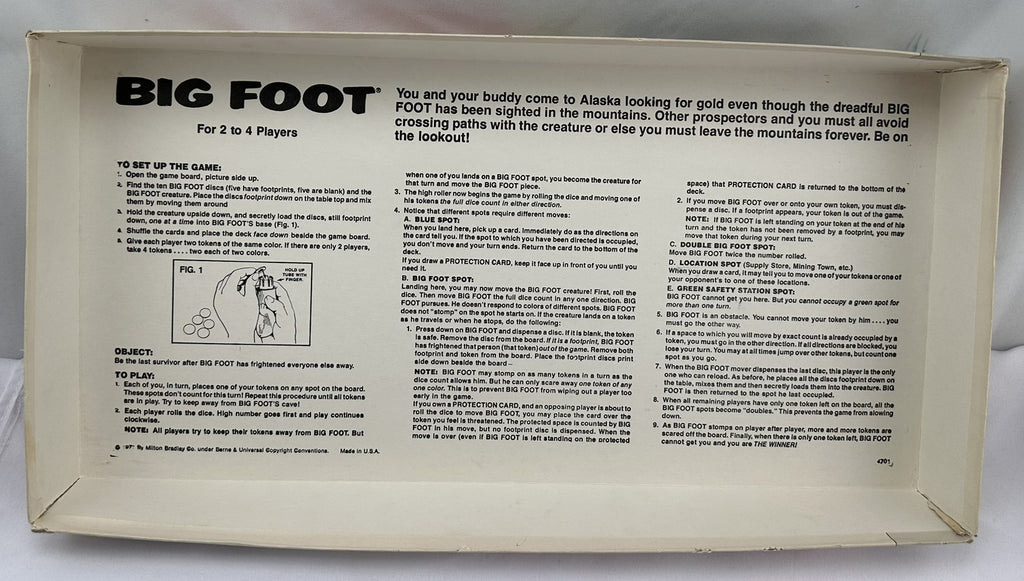 BIG FOOT®
For 2 to 4 Players
You and your buddy come to Alaska looking for gold even though the dreadful BIG
FOOT has been sighted in the mountains. Other prospectors and you must all avoid
crossing paths with the creature or else you must leave the mountains forever. Be on
the lookout!
TO SET UP THE GAME:
1. Open the game board, picture side up.
2. Find the ten BIG FOOT discs (five have footprints, five are blank) and the
BIG FOOT creature. Place the discs footprint down on the table top and mix
them by moving them around
3. Hold the creature upside down, and secretly load the discs, still footprint
down, one at a time into BIG FOOT'S base (Fig. 1).
4. Shuffle the cards and place the deck face down beside the game board.
5. Give each player two tokens of the same color. If there are only 2 players,
take 4 tokens . . . . two each of two colors.
FIG. 1
HOLD UP
TUBE WITH
FINGER.
OBJECT:
Be the last survivor after BIG FOOT has frightened everyone else away.
TO PLAY:
1. Each of you, in turn, places one of your tokens on any spot on the board.
These spots don't count for this turn! Repeat this procedure until all tokens
are in play. Try to keep away from BIG FOOT'S cave!
2. Each player rolls the dice. High number goes first and play continues
clockwise.
NOTE: All players try to keep their tokens away from BIG FOOT. But
© By Milton Bradley Co. under Berne & Universal Copyright Conventions. Made in U.S.A.
when one of you lands on a BIG FOOT spot, you become the creature for
that turn and move the BIG FOOT piece.
3. The high roller now begins the game by rolling the dice and moving one of
his tokens the full dice count in either direction.
4. Notice that different spots require different moves:
A. BLUE SPOT:
When you land here, pick up a card. Immediately do as the directions on
the card tell you. If the spot to which you have been directed is occupied,
you don't move and your turn ends. Return the card to the bottom of the
deck.
If you draw a PROTECTION CARD, keep it face up in front of you until you
need it.
B. BIG FOOT SPOT:
Landing here, you may now move the BIG FOOT creature! First, roll the
dice. Then move BIG FOOT the full dice count in any one direction. BIG
FOOT pursues. He doesn't respond to colors of different spots. BIG FOOT
does not "stomp" on the spot he starts on. If the creature lands on a token
as he travels or when he stops, do the following:
1. Press down on BIG FOOT and dispense a disc. If it is blank, the token
is safe. Remove the disc from the board. If it is a footprint, BIG FOOT
has frightened that person (that token) out of the game. Remove both
footprint and token from the board. Place the footprint discs print
side down beside the board –
NOTE: BIG FOOT may stomp on as many tokens in a turn as the
dice count allows him. But he can only scare away one token of any
one color. This is to prevent BIG FOOT from wiping out a player too
early in the game.
If you own a PROTECTION CARD, and an opposing player is about to
roll the dice to move BIG FOOT, you may place the card over the
token you feel is threatened. The protected space is counted by BIG
FOOT in his move, but no footprint disc is dispensed. When the
move is over (even if BIG FOOT is left standing on the protected
space) that PROTECTION CARD is returned to the bottom of the
deck.
2. If you move BIG FOOT over or onto your own token, you must dis-
pense a disc. If a footprint appears, your token is out of the game.
NOTE: If BIG FOOT is left standing on your token at the end of his
turn and the token has not been removed by a footprint, you may
move that token during your next turn.
C. DOUBLE BIG FOOT SPOT:
Move BIG FOOT twice the number rolled.
D. LOCATION SPOT (Supply Store, Mining Town, etc.)
When you draw a card, it may tell you to move one of your tokens or one of
your opponent's to one of these locations.
E. GREEN SAFETY STATION SPOT:
BIG FOOT cannot get you here. But you cannot occupy a green spot for
more than one turn.
5. BIG FOOT is an obstacle. You cannot move your token by him . . . . you
must go the other way.
6. If a space to which you will move by exact count is already occupied by a
token, you must go in the other direction. If all directions are blocked, you
lose your turn. You may at all times jump over other tokens, but count one
spot as you go.
7. When the BIG FOOT mover dispenses the last disc, this player is the only
one who can reload. As before, he places all the discs footprint down on
the table, mixes them and then secretly loads them into the creature. BIG
FOOT is then returned to the spot he last occupied.
8. When all remaining players have only one token left on the board, all the
BIG FOOT spots become "doubles." This prevents the game from slowing
down.
9. As BIG FOOT stomps on player after player, more and more tokens are
scared off the board. Finally, when there is only one token left, BIG FOOT
cannot get you and you are THE WINNER!
4701